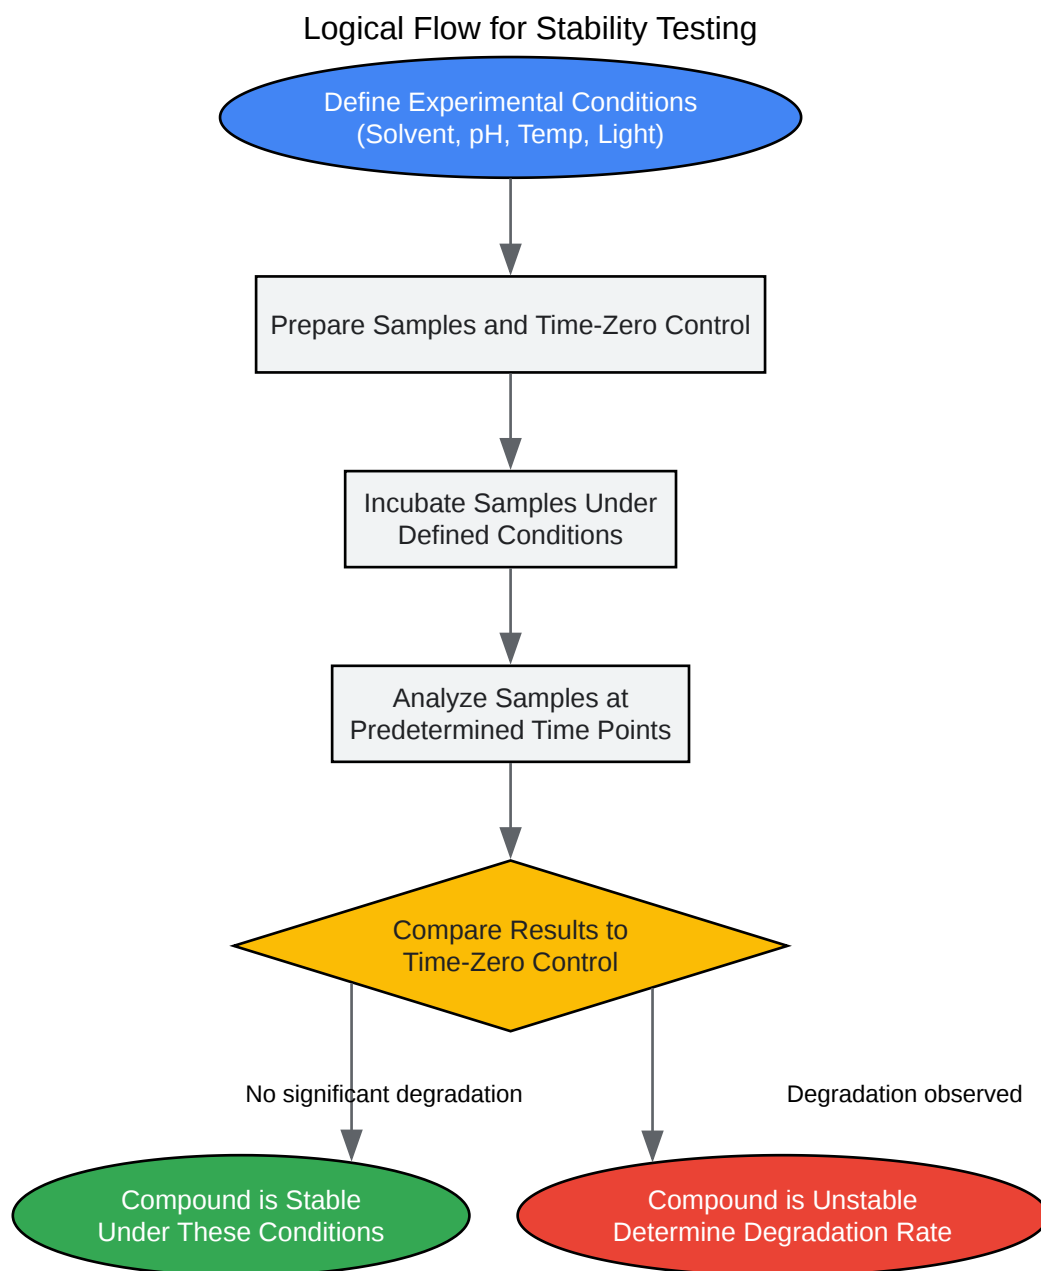 Logical Flow for Stability Testing
Define Experimental Conditions
(Solvent, pH, Temp, Light)
Prepare Samples and Time-Zero Control
Incubate Samples Under
Defined Conditions
Analyze Samples at
Predetermined Time Points
Compare Results to
Time-Zero Control
No significant degradation
Degradation observed
Compound is Stable
Under These Conditions
Compound is Unstable
Determine Degradation Rate